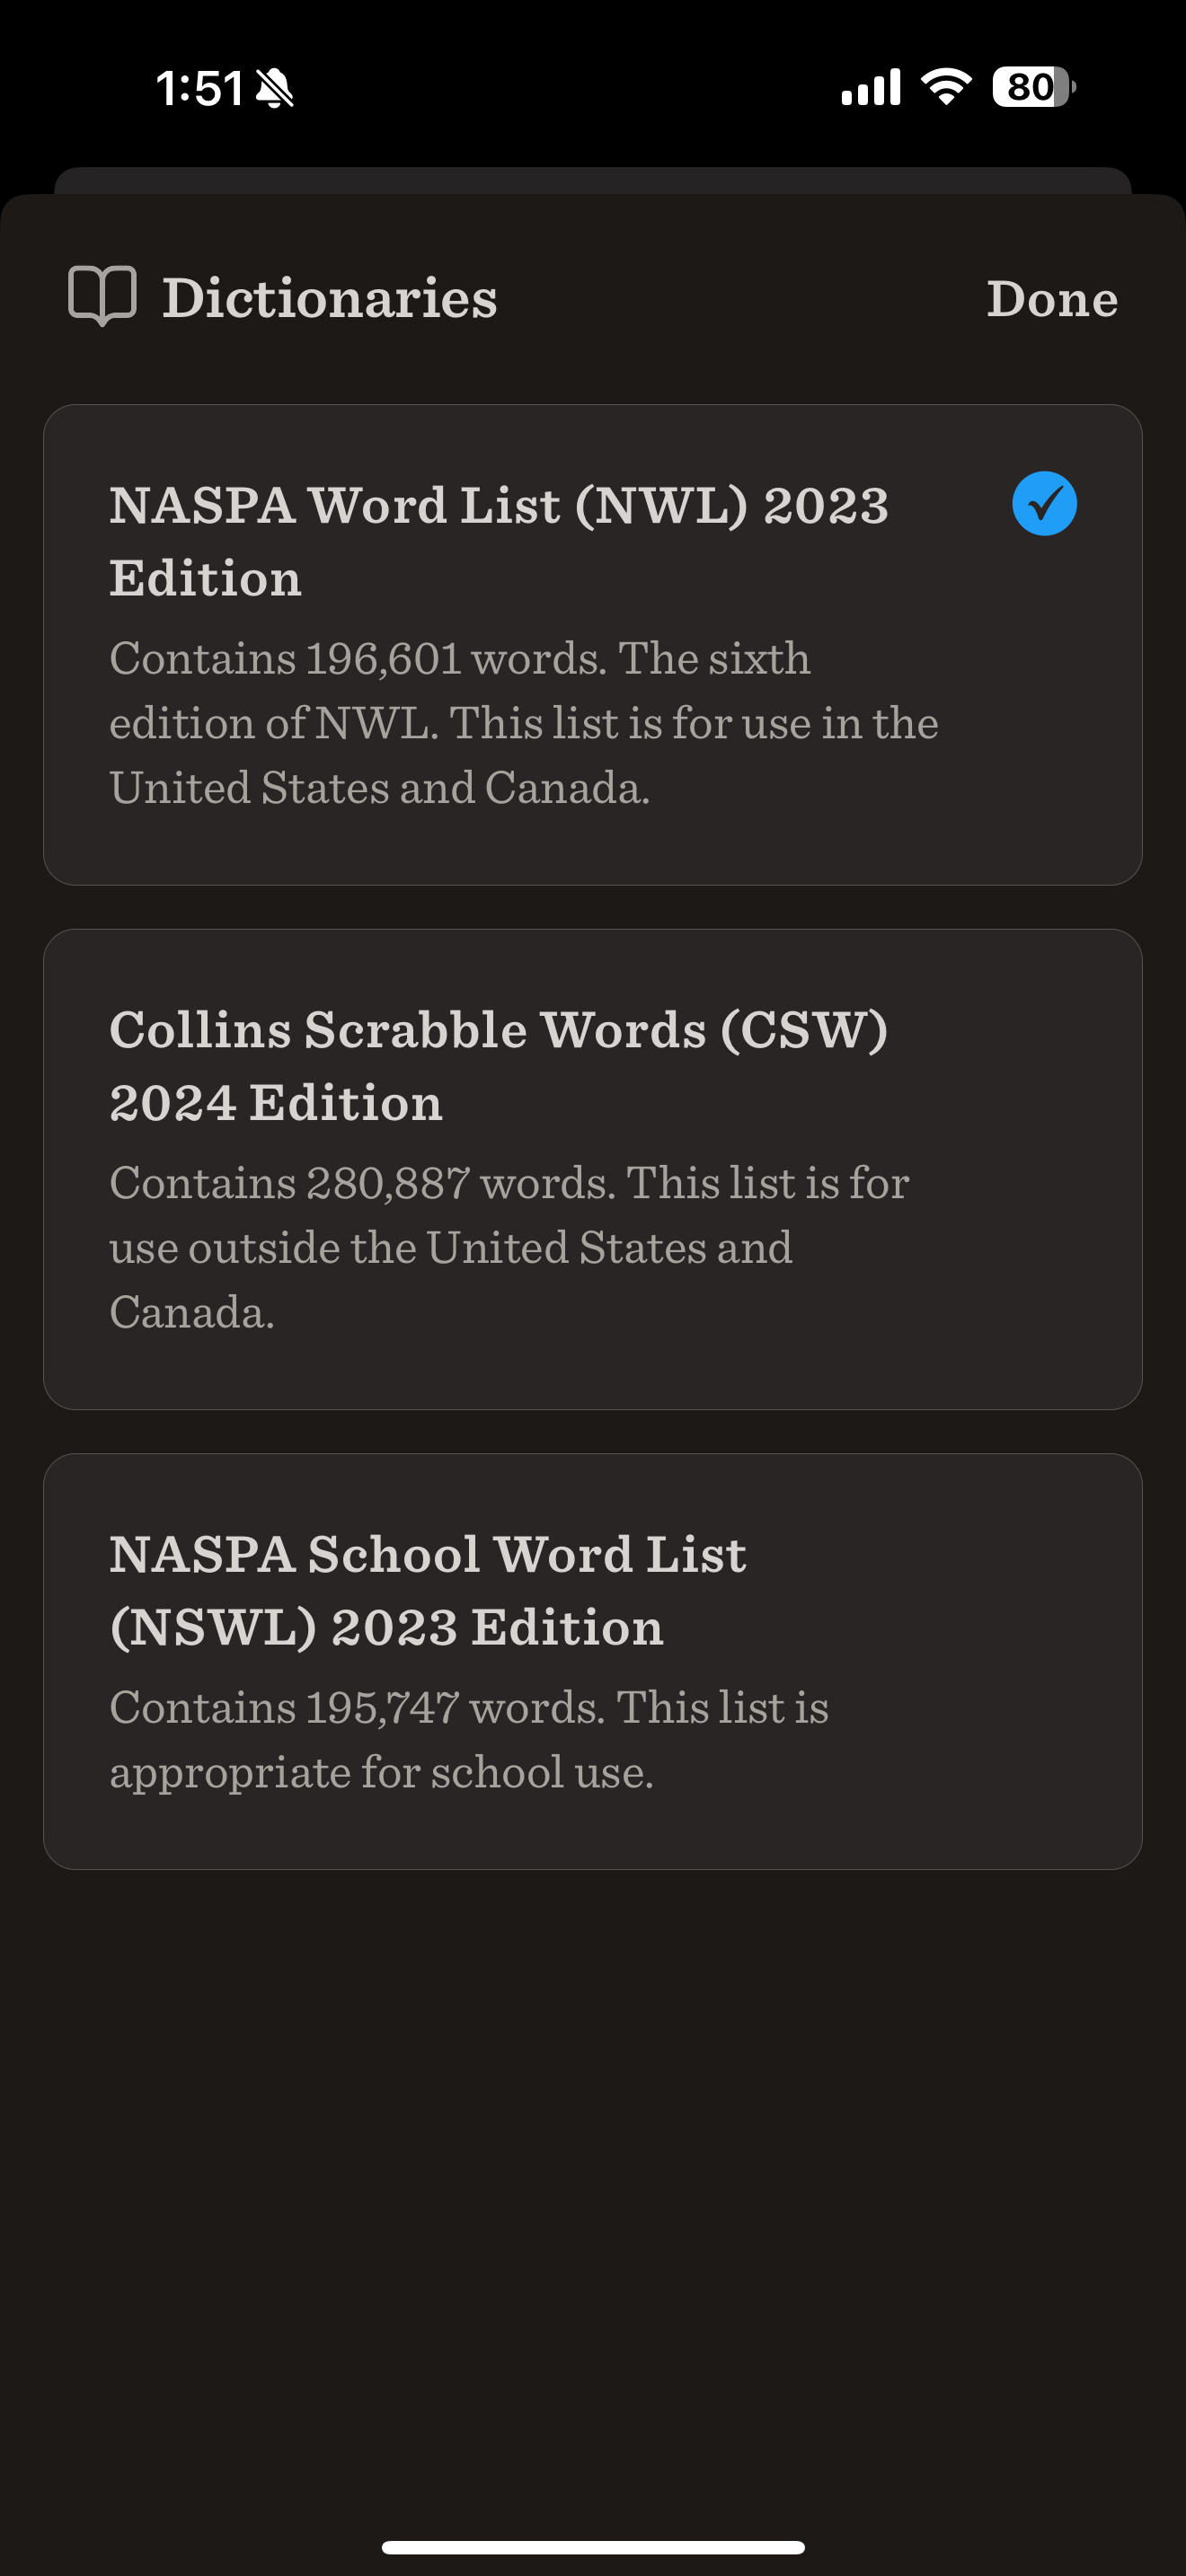 1:51
80
Dictionaries
Done
NASPA Word List (NWL) 2023
Edition
Contains 196,601 words. The sixth
edition of NWL. This list is for use in the
United States and Canada.
Collins Scrabble Words (CSW)
2024 Edition
Contains 280,887 words. This list is for
use outside the United States and
Canada.
NASPA School Word List
(NSWL) 2023 Edition
Contains 195,747 words. This list is
appropriate for school use.